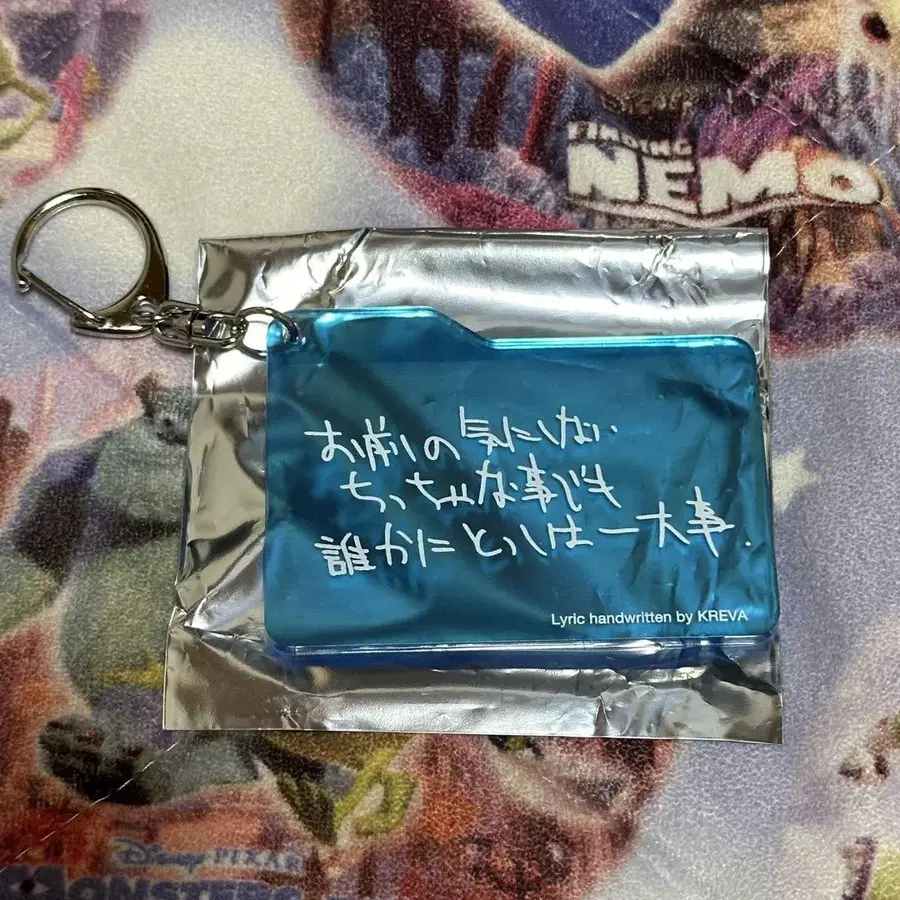 FINDING
NEMO
お前の気にしない
ちっちゃな事でも
誰かにとっては一大事.
Lyric handwritten by KREVA
Disney PIXAR
MONSTERS